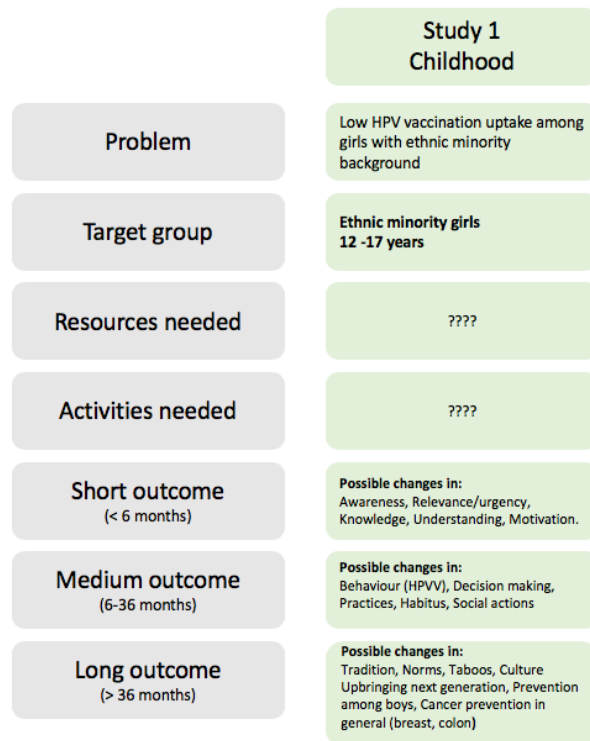 Study 1
Childhood
Problem
Low HPV vaccination uptake among
girls with ethnic minority
background
Target group
Ethnic minority girls
12 -17 years
Resources needed
????
Activities needed
????
Short outcome
(< 6 months)
Possible changes in:
Awareness, Relevance/urgency,
Knowledge, Understanding, Motivation.
Medium outcome
(6-36 months)
Possible changes in:
Behaviour (HPVV), Decision making,
Practices, Habitus, Social actions
Long outcome
(> 36 months)
Possible changes in:
Tradition, Norms, Taboos, Culture
Upbringing next generation, Prevention
among boys, Cancer prevention in
general (breast, colon)